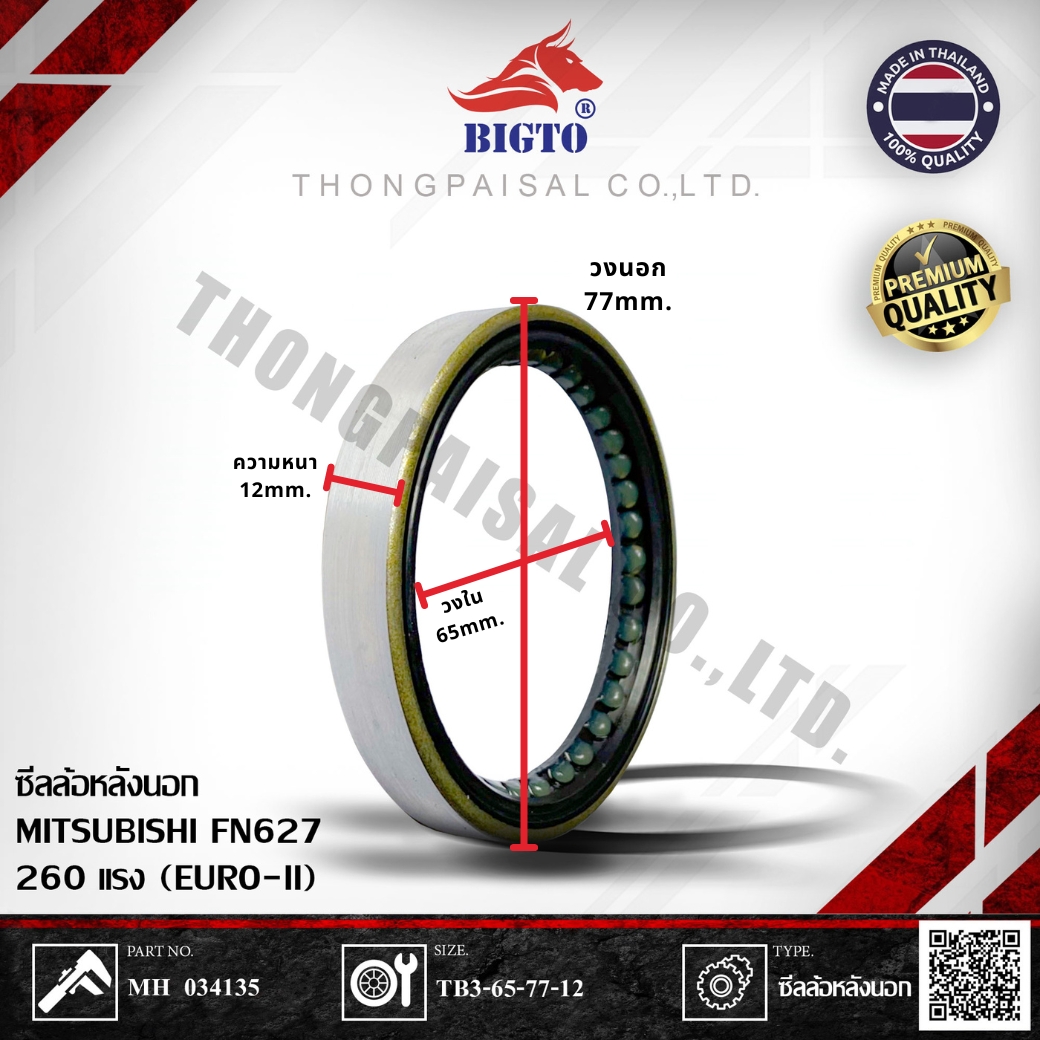 BIGTO ®
THONGPAISAL CO.,LTD.
MADE IN THAILAND
100% QUALITY
PREMIUM QUALITY
PREMIUM
QUALITY
วงนอก
77mm.
ความหนา
12mm.
วงใน
65mm.
THONGPAISAL CO.,LTD.
ซีลล้อหลังนอก
MITSUBISHI FN627
260 แรง (EURO-II)
PART NO.
MH 034135
SIZE.
TB3-65-77-12
TYPE.
ซีลล้อหลังนอก